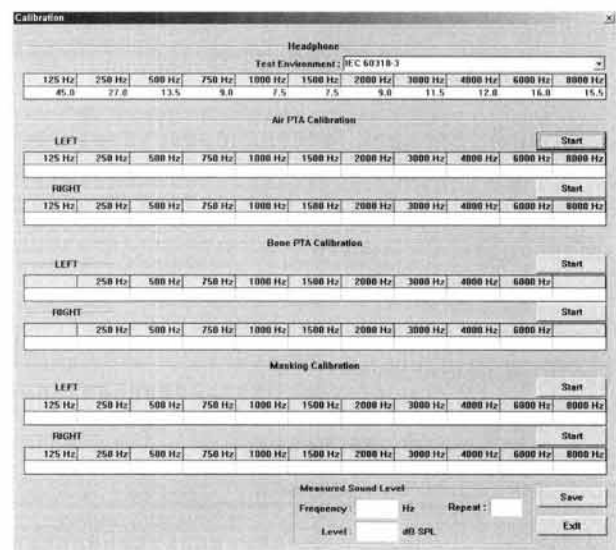 Calibration
Headphone
Test Environment : IEC 60318-3
125 Hz 250 Hz 500 Hz 750 Hz 1000 Hz 1500 Hz 2000 Hz 3000 Hz 4000 Hz 6000 Hz 8000 Hz
45.0 27.0 13.5 9.0 7.5 7.5 9.0 11.5 12.0 16.0 15.5
Air PTA Calibration
LEFT Start
125 Hz 250 Hz 500 Hz 750 Hz 1000 Hz 1500 Hz 2000 Hz 3000 Hz 4000 Hz 6000 Hz 8000 Hz
RIGHT Start
125 Hz 250 Hz 500 Hz 750 Hz 1000 Hz 1500 Hz 2000 Hz 3000 Hz 4000 Hz 6000 Hz 8000 Hz
Bone PTA Calibration
LEFT Start
250 Hz 500 Hz 750 Hz 1000 Hz 1500 Hz 2000 Hz 3000 Hz 4000 Hz 6000 Hz
RIGHT Start
250 Hz 500 Hz 750 Hz 1000 Hz 1500 Hz 2000 Hz 3000 Hz 4000 Hz 6000 Hz
Masking Calibration
LEFT Start
125 Hz 250 Hz 500 Hz 750 Hz 1000 Hz 1500 Hz 2000 Hz 3000 Hz 4000 Hz 6000 Hz 8000 Hz
RIGHT Start
125 Hz 250 Hz 500 Hz 750 Hz 1000 Hz 1500 Hz 2000 Hz 3000 Hz 4000 Hz 6000 Hz 8000 Hz
Measured Sound Level
Frequency : Hz Repeat : Save
Level : dB SPL Exit